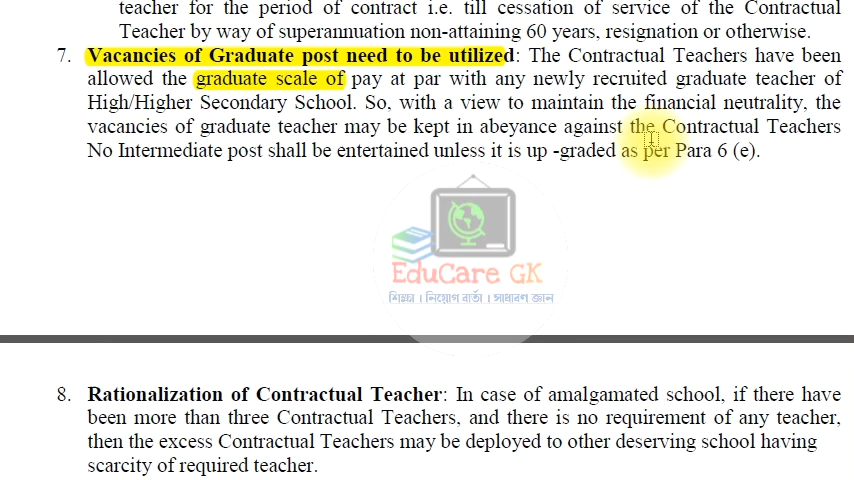 teacher for the period of contract i.e. till cessation of service of the Contractual
Teacher by way of superannuation non-attaining 60 years, resignation or otherwise.
7. Vacancies of Graduate post need to be utilized: The Contractual Teachers have been
allowed the graduate scale of pay at par with any newly recruited graduate teacher of
High/Higher Secondary School. So, with a view to maintain the financial neutrality, the
vacancies of graduate teacher may be kept in abeyance against the Contractual Teachers
No Intermediate post shall be entertained unless it is up -graded as per Para 6 (e).
EduCare GK
শিক্ষা | নিয়োগ বার্তা | সাধারণ জ্ঞান
8. Rationalization of Contractual Teacher: In case of amalgamated school, if there have
been more than three Contractual Teachers, and there is no requirement of any teacher,
then the excess Contractual Teachers may be deployed to other deserving school having
scarcity of required teacher.